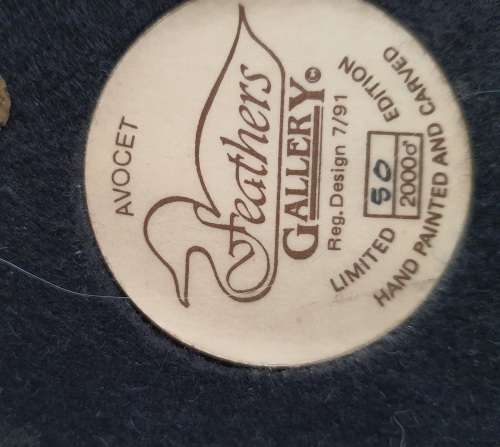 AVOCET
Feathers
GALLERY
Reg. Design 7/91
LIMITED EDITION
50
2000♂
HAND PAINTED AND CARVED